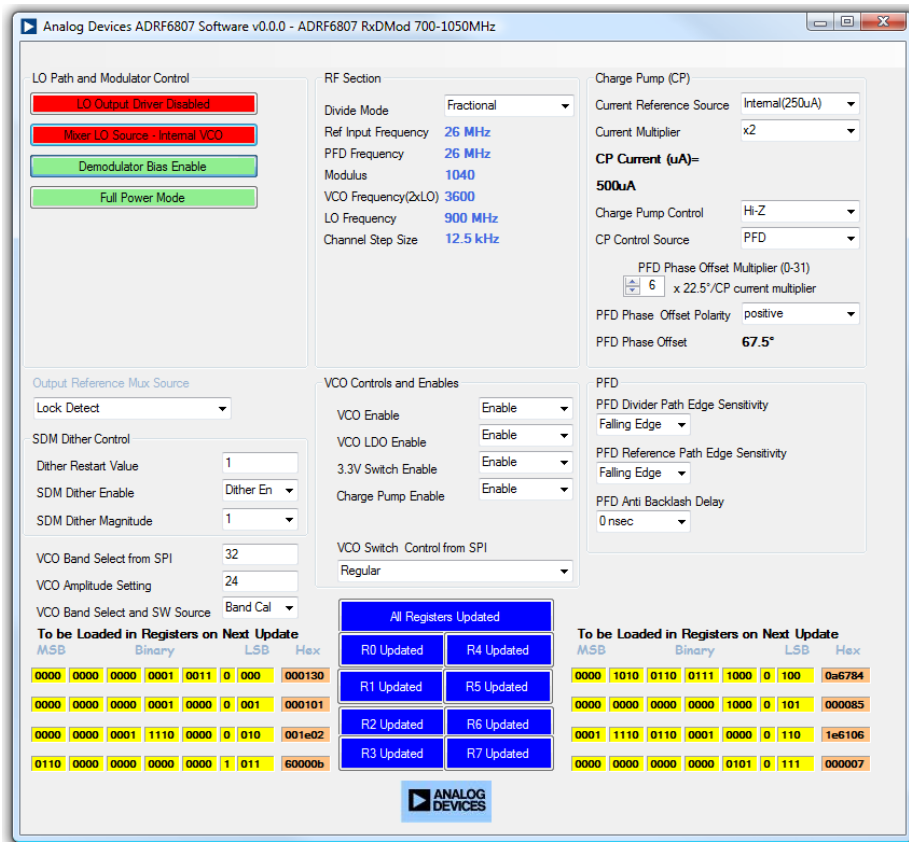 Analog Devices ADRF6807 Software v0.0.0 - ADRF6807 RxDMod 700-1050MHz
LO Path and Modulator Control
LO Output Driver Disabled
Mixer LO Source - Internal VCO
Demodulator Bias Enable
Full Power Mode
RF Section
Divide Mode Fractional
Ref Input Frequency 26 MHz
PFD Frequency 26 MHz
Modulus 1040
VCO Frequency(2xLO) 3600
LO Frequency 900 MHz
Channel Step Size 12.5 kHz
Charge Pump (CP)
Current Reference Source Internal(250uA)
Current Multiplier x2
CP Current (uA)=
500uA
Charge Pump Control Hi-Z
CP Control Source PFD
PFD Phase Offset Multiplier (0-31)
6 x 22.5°/CP current multiplier
PFD Phase Offset Polarity positive
PFD Phase Offset 67.5°
Output Reference Mux Source
Lock Detect
SDM Dither Control
Dither Restart Value 1
SDM Dither Enable Dither En
SDM Dither Magnitude 1
VCO Band Select from SPI 32
VCO Amplitude Setting 24
VCO Band Select and SW Source Band Cal
VCO Controls and Enables
VCO Enable Enable
VCO LDO Enable Enable
3.3V Switch Enable Enable
Charge Pump Enable Enable
VCO Switch Control from SPI
Regular
PFD
PFD Divider Path Edge Sensitivity
Falling Edge
PFD Reference Path Edge Sensitivity
Falling Edge
PFD Anti Backlash Delay
0 nsec
To be Loaded in Registers on Next Update
MSB Binary LSB Hex
0000 0000 0000 0001 0011 0 000 000130
0000 0000 0000 0001 0000 0 001 000101
0000 0000 0001 1110 0000 0 010 001e02
0110 0000 0000 0000 0000 1 011 60000b
All Registers Updated
R0 Updated R4 Updated
R1 Updated R5 Updated
R2 Updated R6 Updated
R3 Updated R7 Updated
To be Loaded in Registers on Next Update
MSB Binary LSB Hex
0000 1010 0110 0111 1000 0 100 0a6784
0000 0000 0000 0000 1000 0 101 000085
0001 1110 0110 0001 0000 0 110 1e6106
0000 0000 0000 0000 0101 0 111 000007
ANALOG
DEVICES